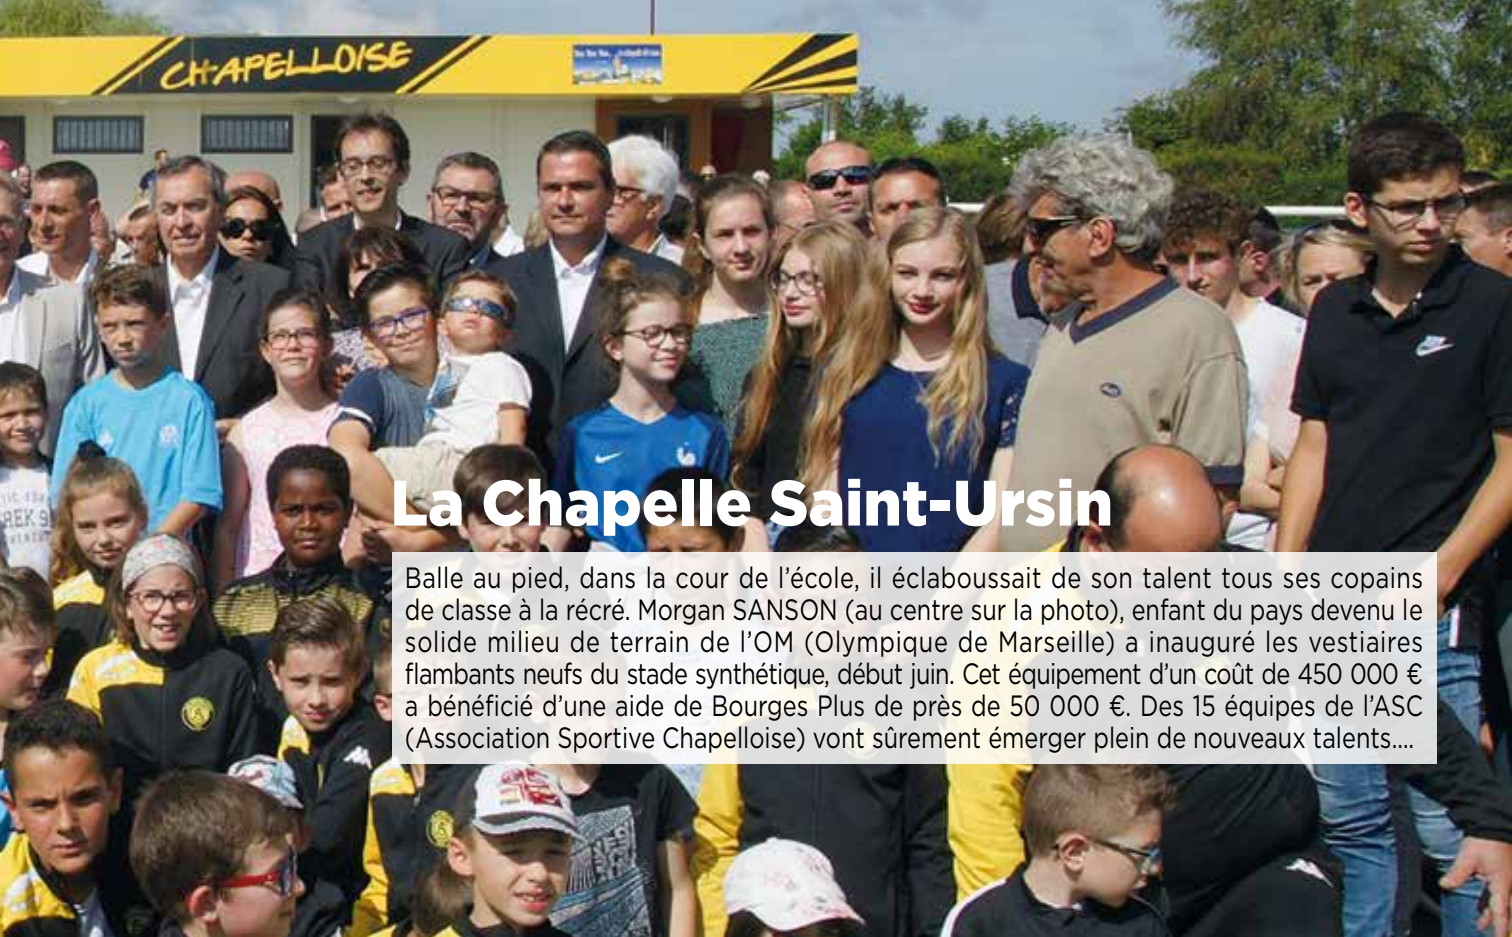 CHAPELLOISE
La Chapelle Saint-Ursin
Balle au pied, dans la cour de l'école, il éclaboussait de son talent tous ses copains
de classe à la récré. Morgan SANSON (au centre sur la photo), enfant du pays devenu le
solide milieu de terrain de l'OM (Olympique de Marseille) a inauguré les vestiaires
flambants neufs du stade synthétique, début juin. Cet équipement d'un coût de 450 000 €
a bénéficié d'une aide de Bourges Plus de près de 50 000 €. Des 15 équipes de l'ASC
(Association Sportive Chapelloise) vont sûrement émerger plein de nouveaux talents....